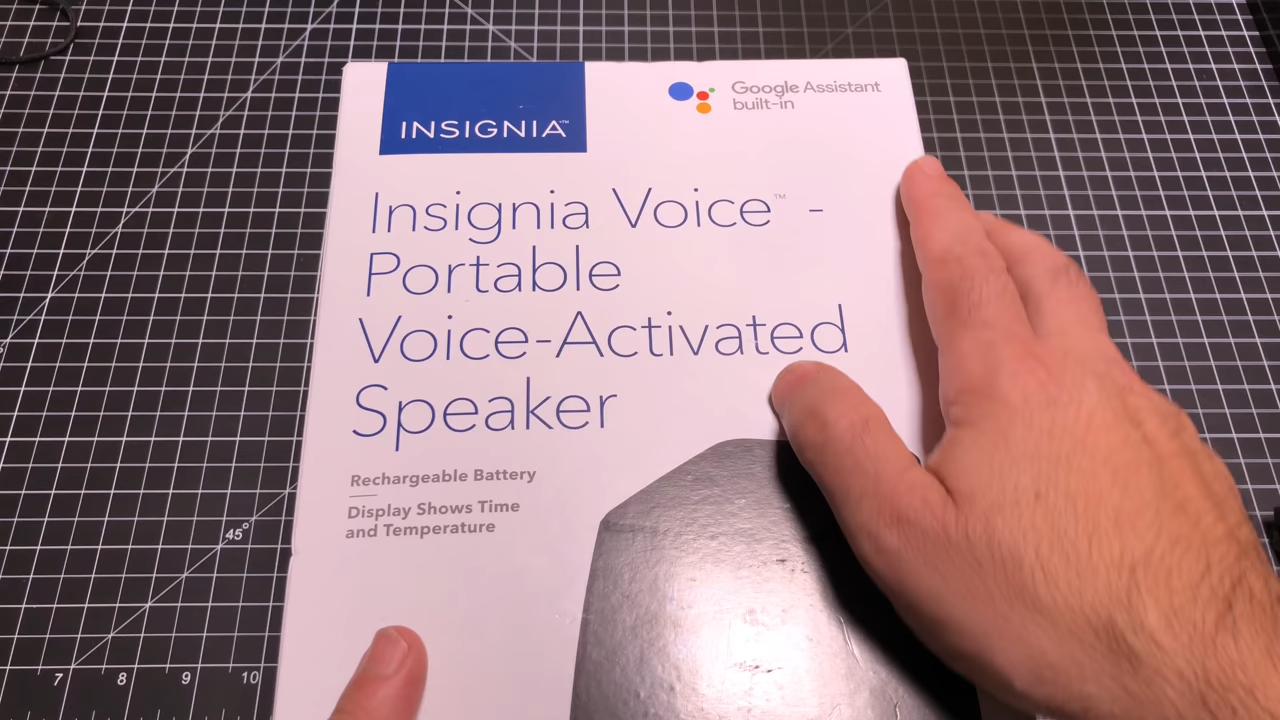 INSIGNIA™
Google Assistant
built-in
Insignia Voice™ -
Portable
Voice-Activated
Speaker
Rechargeable Battery
Display Shows Time
and Temperature
45°
7 8 9 10